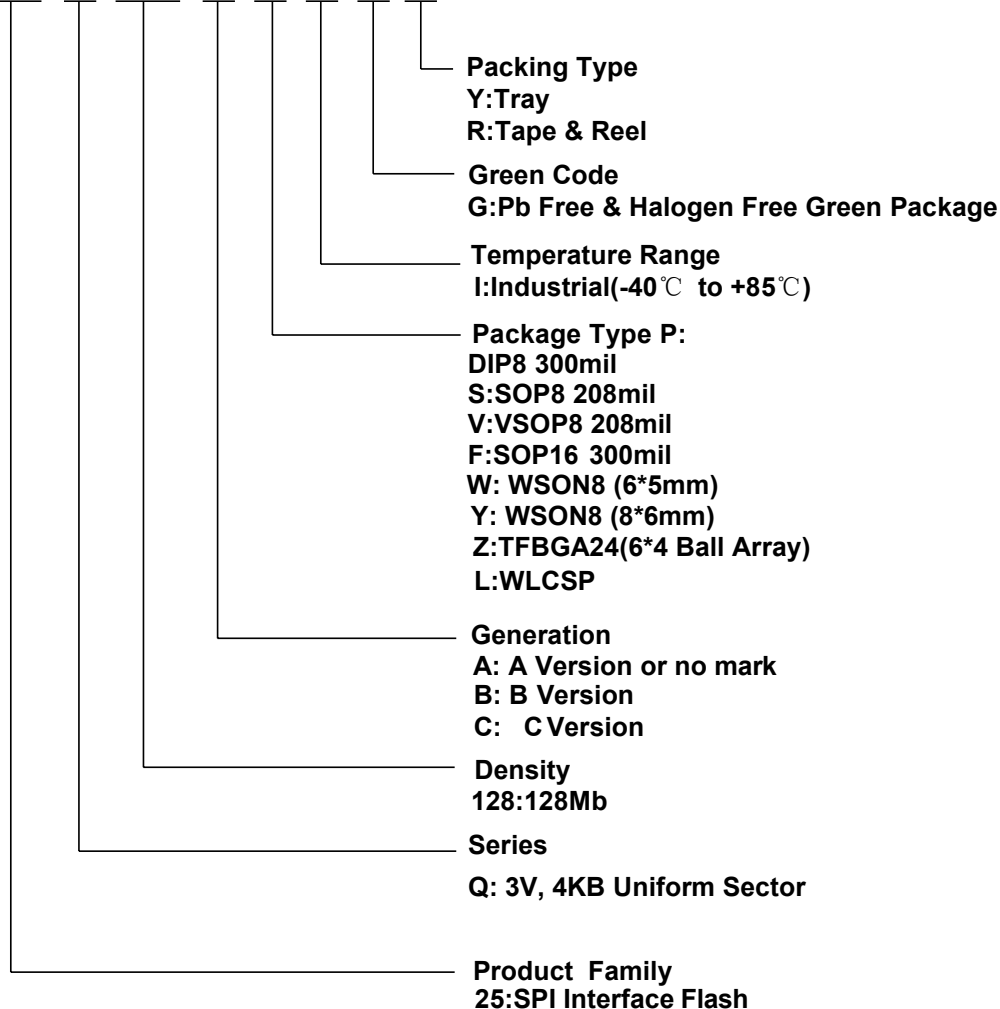 Packing Type
Y:Tray
R:Tape & Reel
Green Code
G:Pb Free & Halogen Free Green Package
Temperature Range
I:Industrial(-40℃ to +85℃)
Package Type P:
DIP8 300mil
S:SOP8 208mil
V:VSOP8 208mil
F:SOP16 300mil
W: WSON8 (6*5mm)
Y: WSON8 (8*6mm)
Z:TFBGA24(6*4 Ball Array)
L:WLCSP
Generation
A: A Version or no mark
B: B Version
C: C Version
Density
128:128Mb
Series
Q: 3V, 4KB Uniform Sector
Product Family
25:SPI Interface Flash